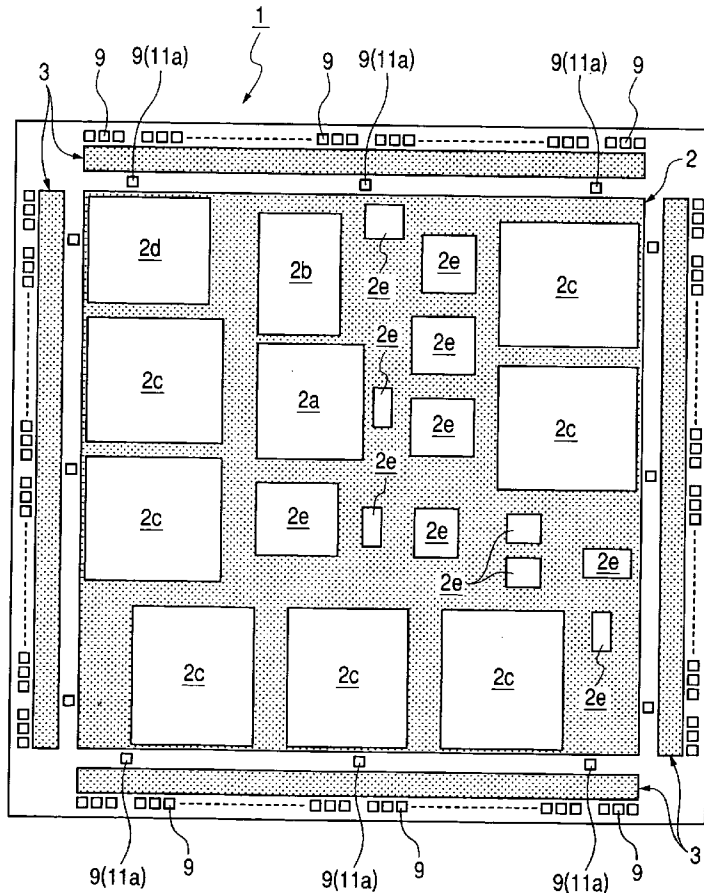 1
9(11a) 9(11a) 9(11a)
3 9 9 9
2
2d 2b 2e 2e 2c
2e
2c 2a 2e 2c
2e
2e
2c 2e 2e 2e
2e 2e
2c 2c 2c 2e
9(11a) 9 9(11a) 9 9(11a) 9 3